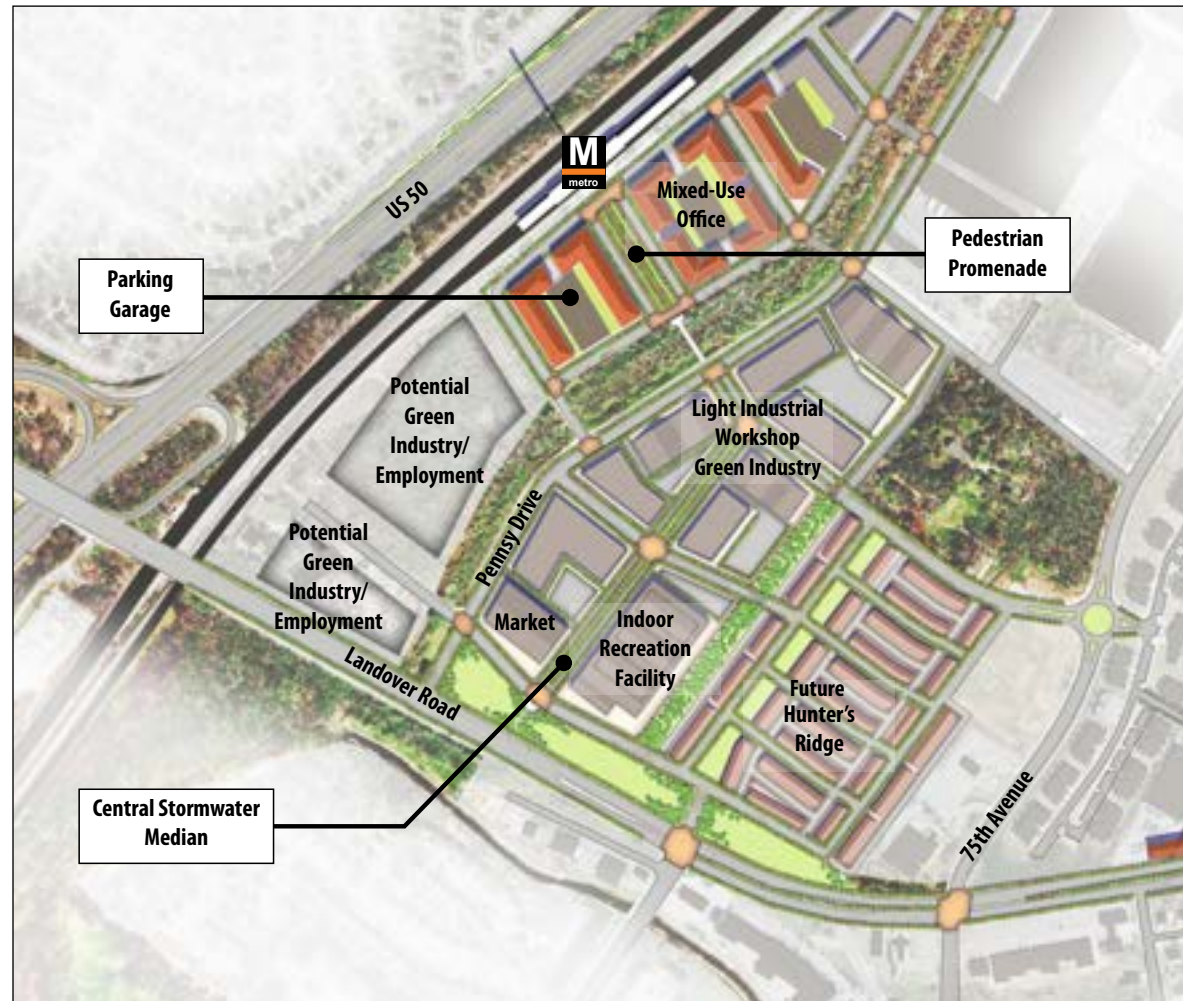 M
metro
US 50
Mixed-Use
Office
Pedestrian
Promenade
Parking
Garage
Potential
Green
Industry/
Employment
Light Industrial
Workshop
Green Industry
Pennsy Drive
Potential
Green
Industry/
Employment
Market
Indoor
Recreation
Facility
Landover Road
Future
Hunter's
Ridge
Central Stormwater
Median
75th Avenue